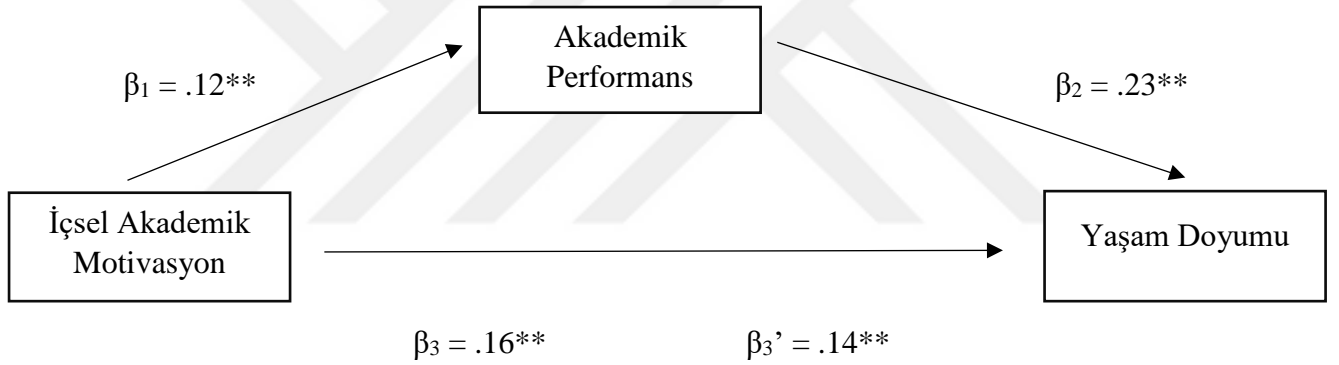 Akademik
Performans
β₁ = .12**
β₂ = .23**
İçsel Akademik
Motivasyon
Yaşam Doyumu
β₃ = .16**
β₃’ = .14**